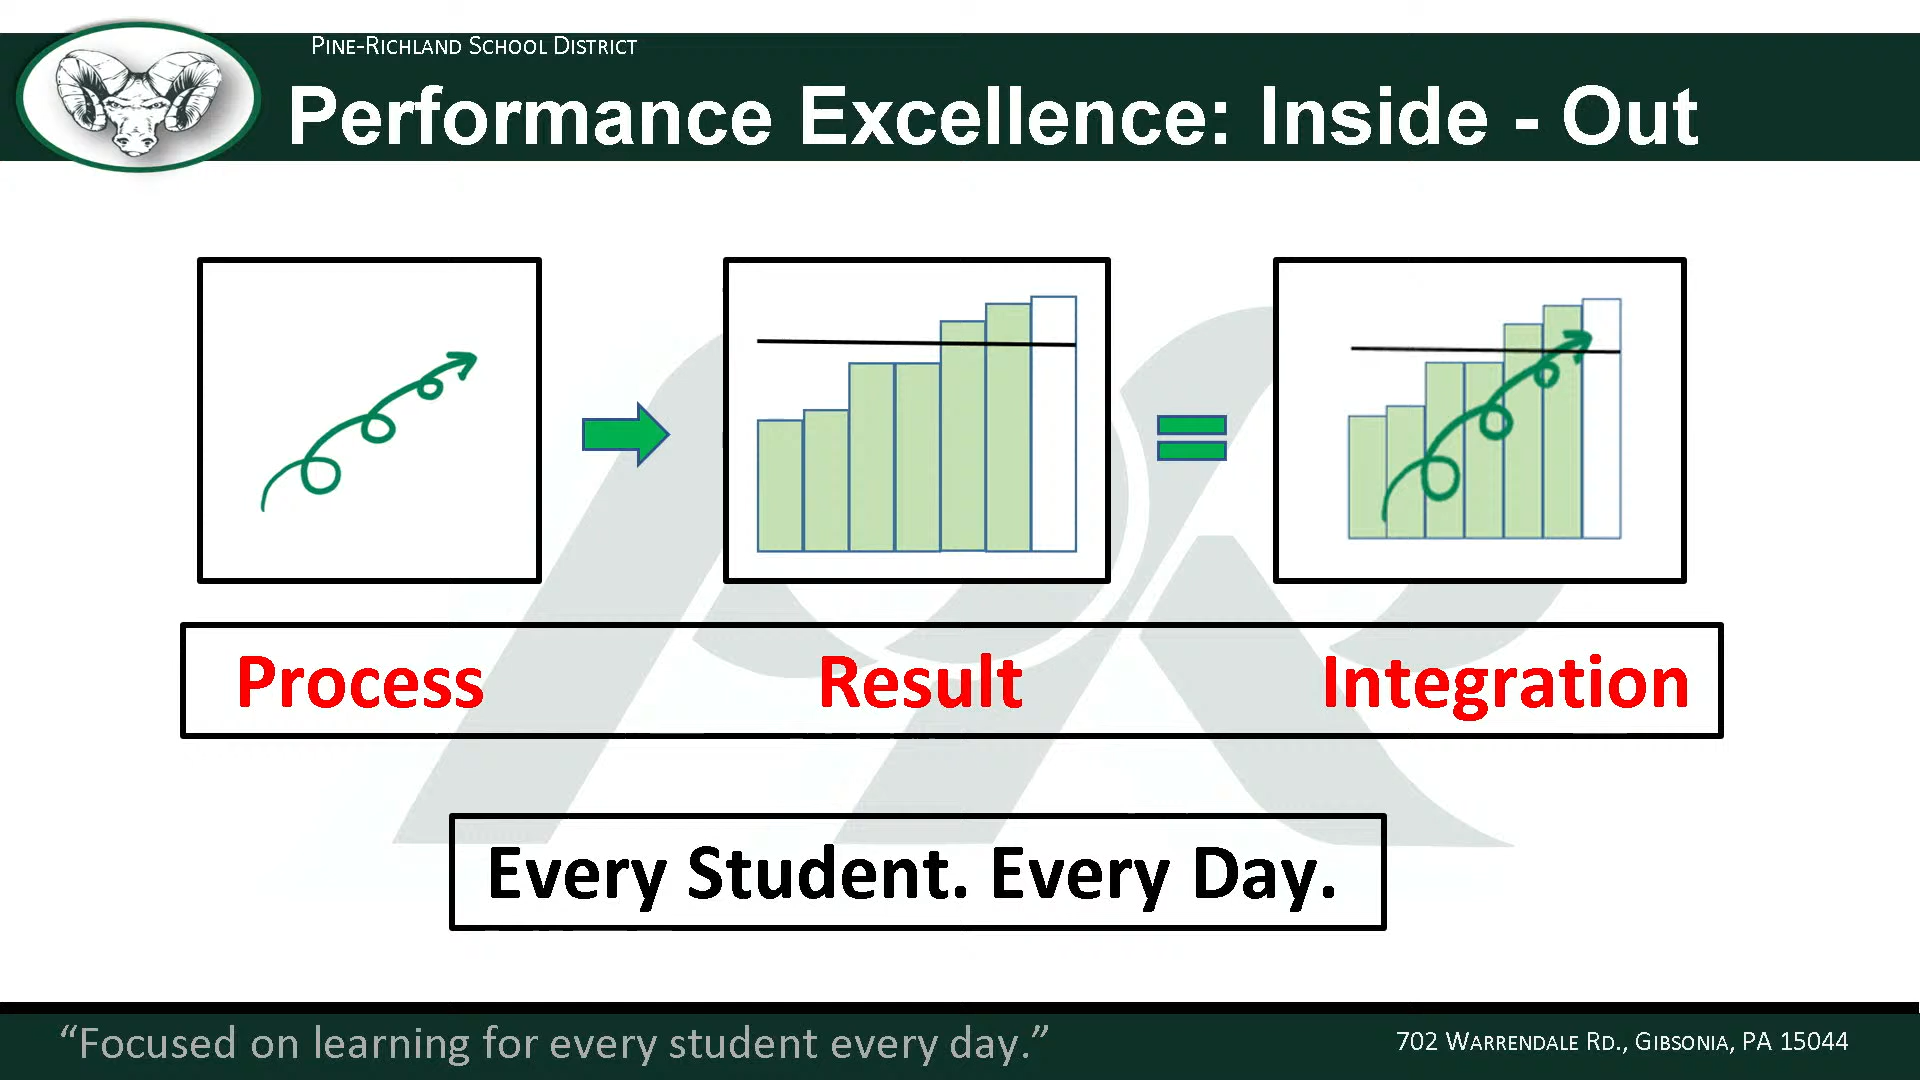 PINE-RICHLAND SCHOOL DISTRICT
Performance Excellence: Inside - Out
Process Result Integration
Every Student. Every Day.
“Focused on learning for every student every day.”
702 WARRENDALE RD., GIBSONIA, PA 15044